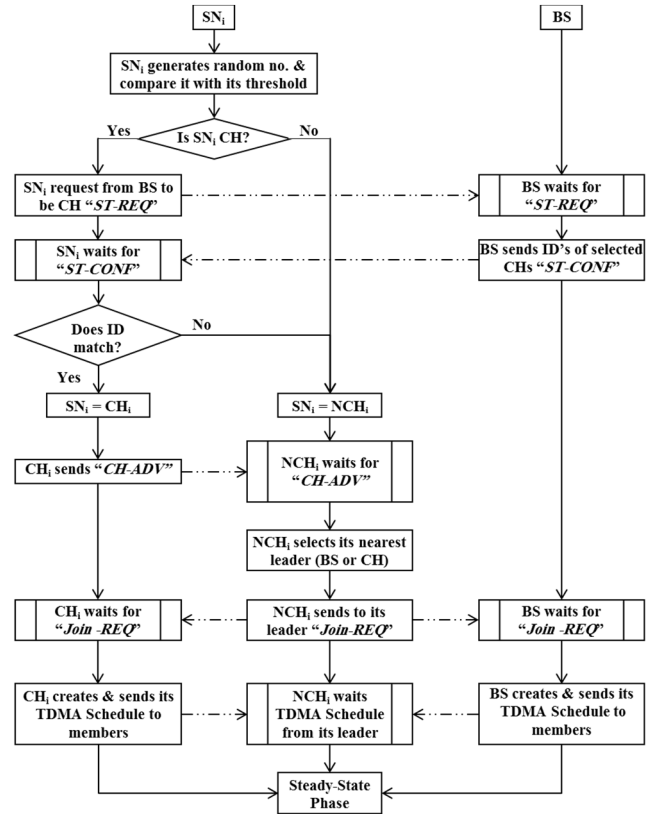 SNi
BS
SNi generates random no. &
compare it with its threshold
Yes
Is SNi CH?
No
SNi request from BS to
be CH “ST-REQ”
BS waits for
“ST-REQ”
SNi waits for
“ST-CONF”
BS sends ID’s of selected
CHs “ST-CONF”
Does ID
match?
No
Yes
SNi = CHi
SNi = NCHi
CHi sends “CH-ADV”
NCHi waits for
“CH-ADV”
NCHi selects its nearest
leader (BS or CH)
CHi waits for
“Join -REQ”
NCHi sends to its
leader “Join-REQ”
BS waits for
“Join -REQ”
CHi creates & sends its
TDMA Schedule to
members
NCHi waits
TDMA Schedule
from its leader
BS creates & sends its
TDMA Schedule to
members
Steady-State
Phase